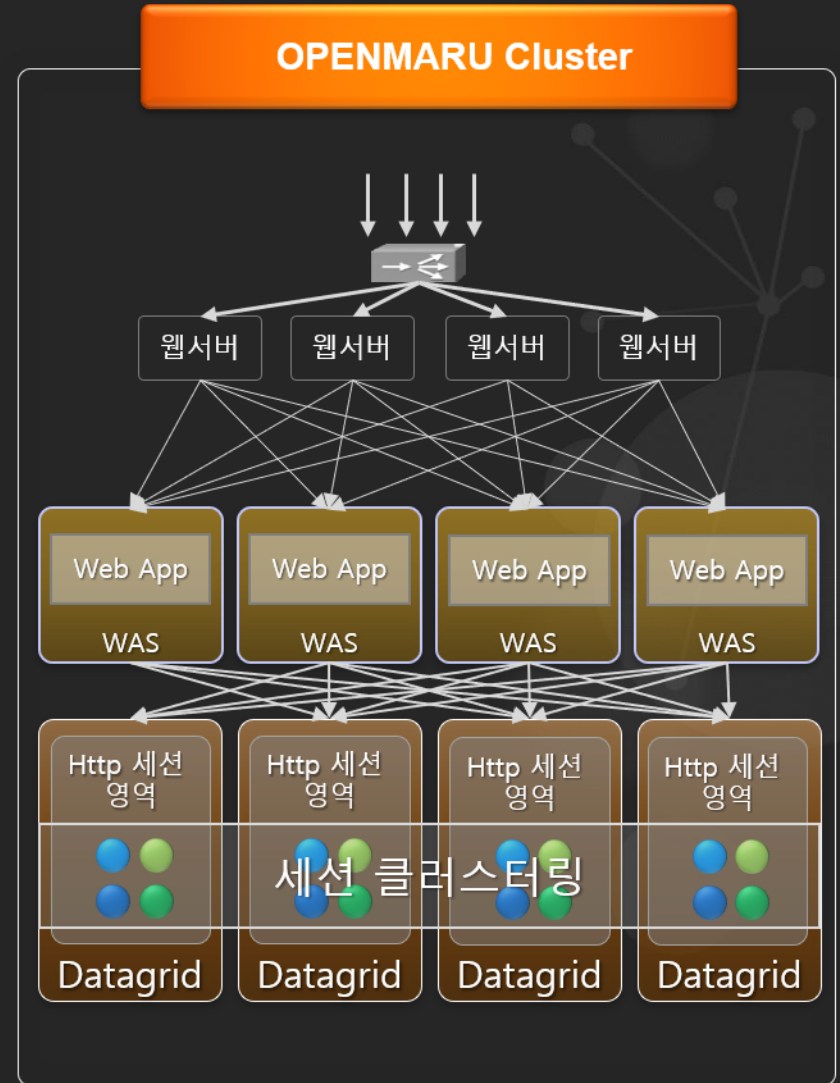 OPENMARU Cluster
웹서버
웹서버
웹서버
웹서버
Web App
Web App
Web App
Web App
WAS
WAS
WAS
WAS
Http 세션
영역
Http 세션
영역
Http 세션
영역
Http 세션
영역
세션 클러스터링
Datagrid
Datagrid
Datagrid
Datagrid